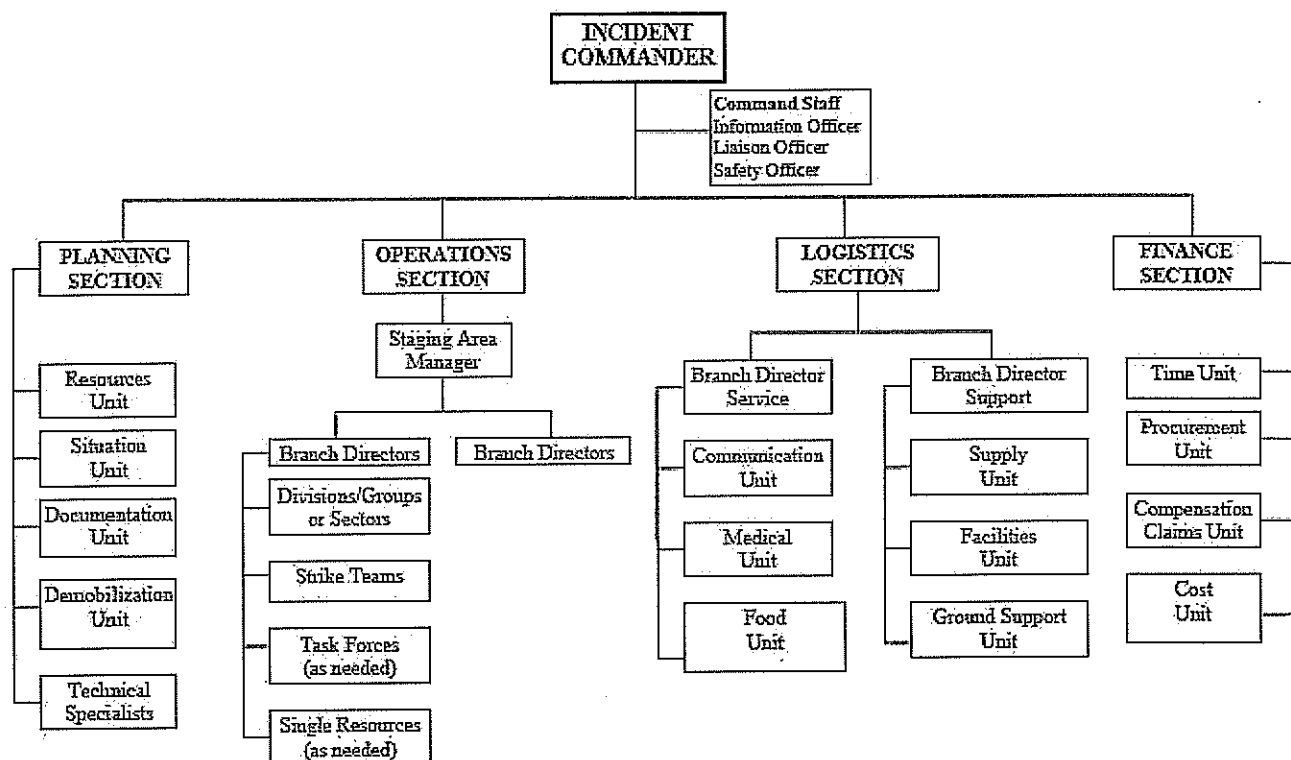 INCIDENT
COMMANDER
Command Staff
Information Officer
Liaison Officer
Safety Officer
PLANNING
SECTION
OPERATIONS
SECTION
LOGISTICS
SECTION
FINANCE
SECTION
Staging Area
Manager
Resources
Unit
Situation
Unit
Documentation
Unit
Demobilization
Unit
Technical
Specialists
Branch Directors
Branch Directors
Divisions/Groups
or Sectors
Strike Teams
Task Forces
(as needed)
Single Resources
(as needed)
Branch Director
Service
Communication
Unit
Medical
Unit
Food
Unit
Branch Director
Support
Supply
Unit
Facilities
Unit
Ground Support
Unit
Time Unit
Procurement
Unit
Compensation
Claims Unit
Cost
Unit